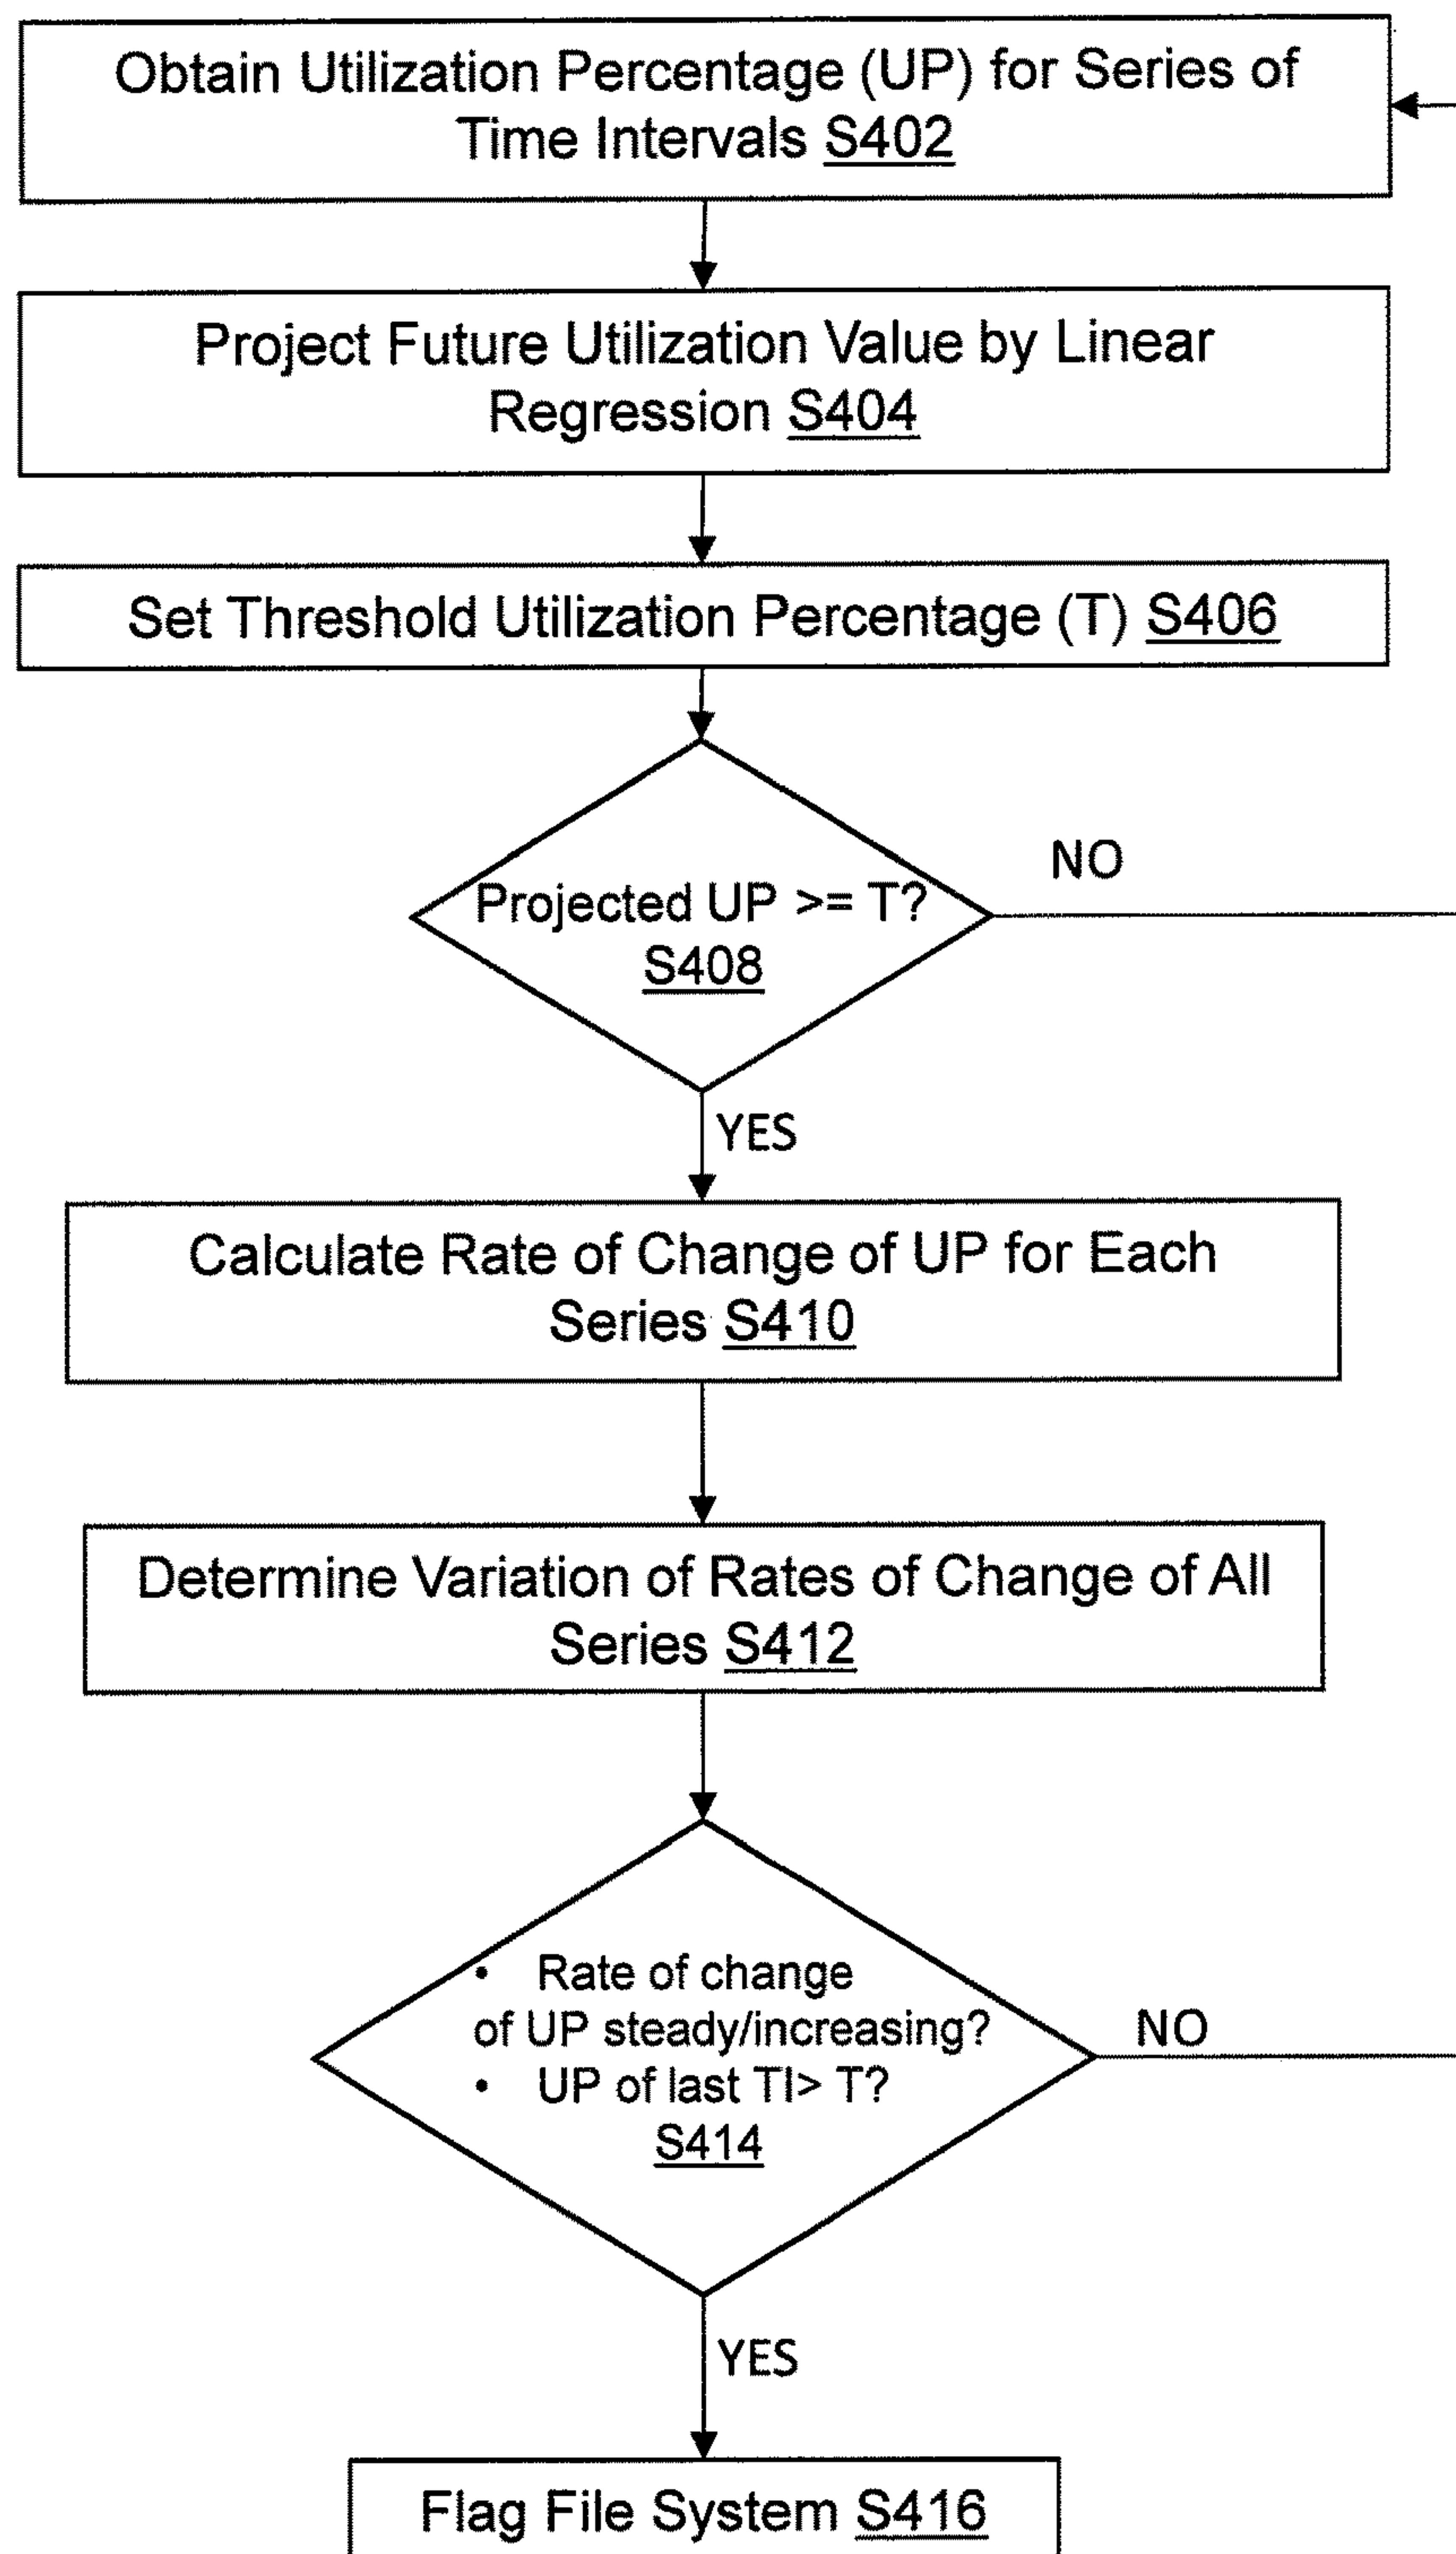 Obtain Utilization Percentage (UP) for Series of
Time Intervals S402
Project Future Utilization Value by Linear
Regression S404
Set Threshold Utilization Percentage (T) S406
Projected UP >= T?
S408
NO
YES
Calculate Rate of Change of UP for Each
Series S410
Determine Variation of Rates of Change of All
Series S412
• Rate of change
of UP steady/increasing?
• UP of last TI> T?
S414
NO
YES
Flag File System S416